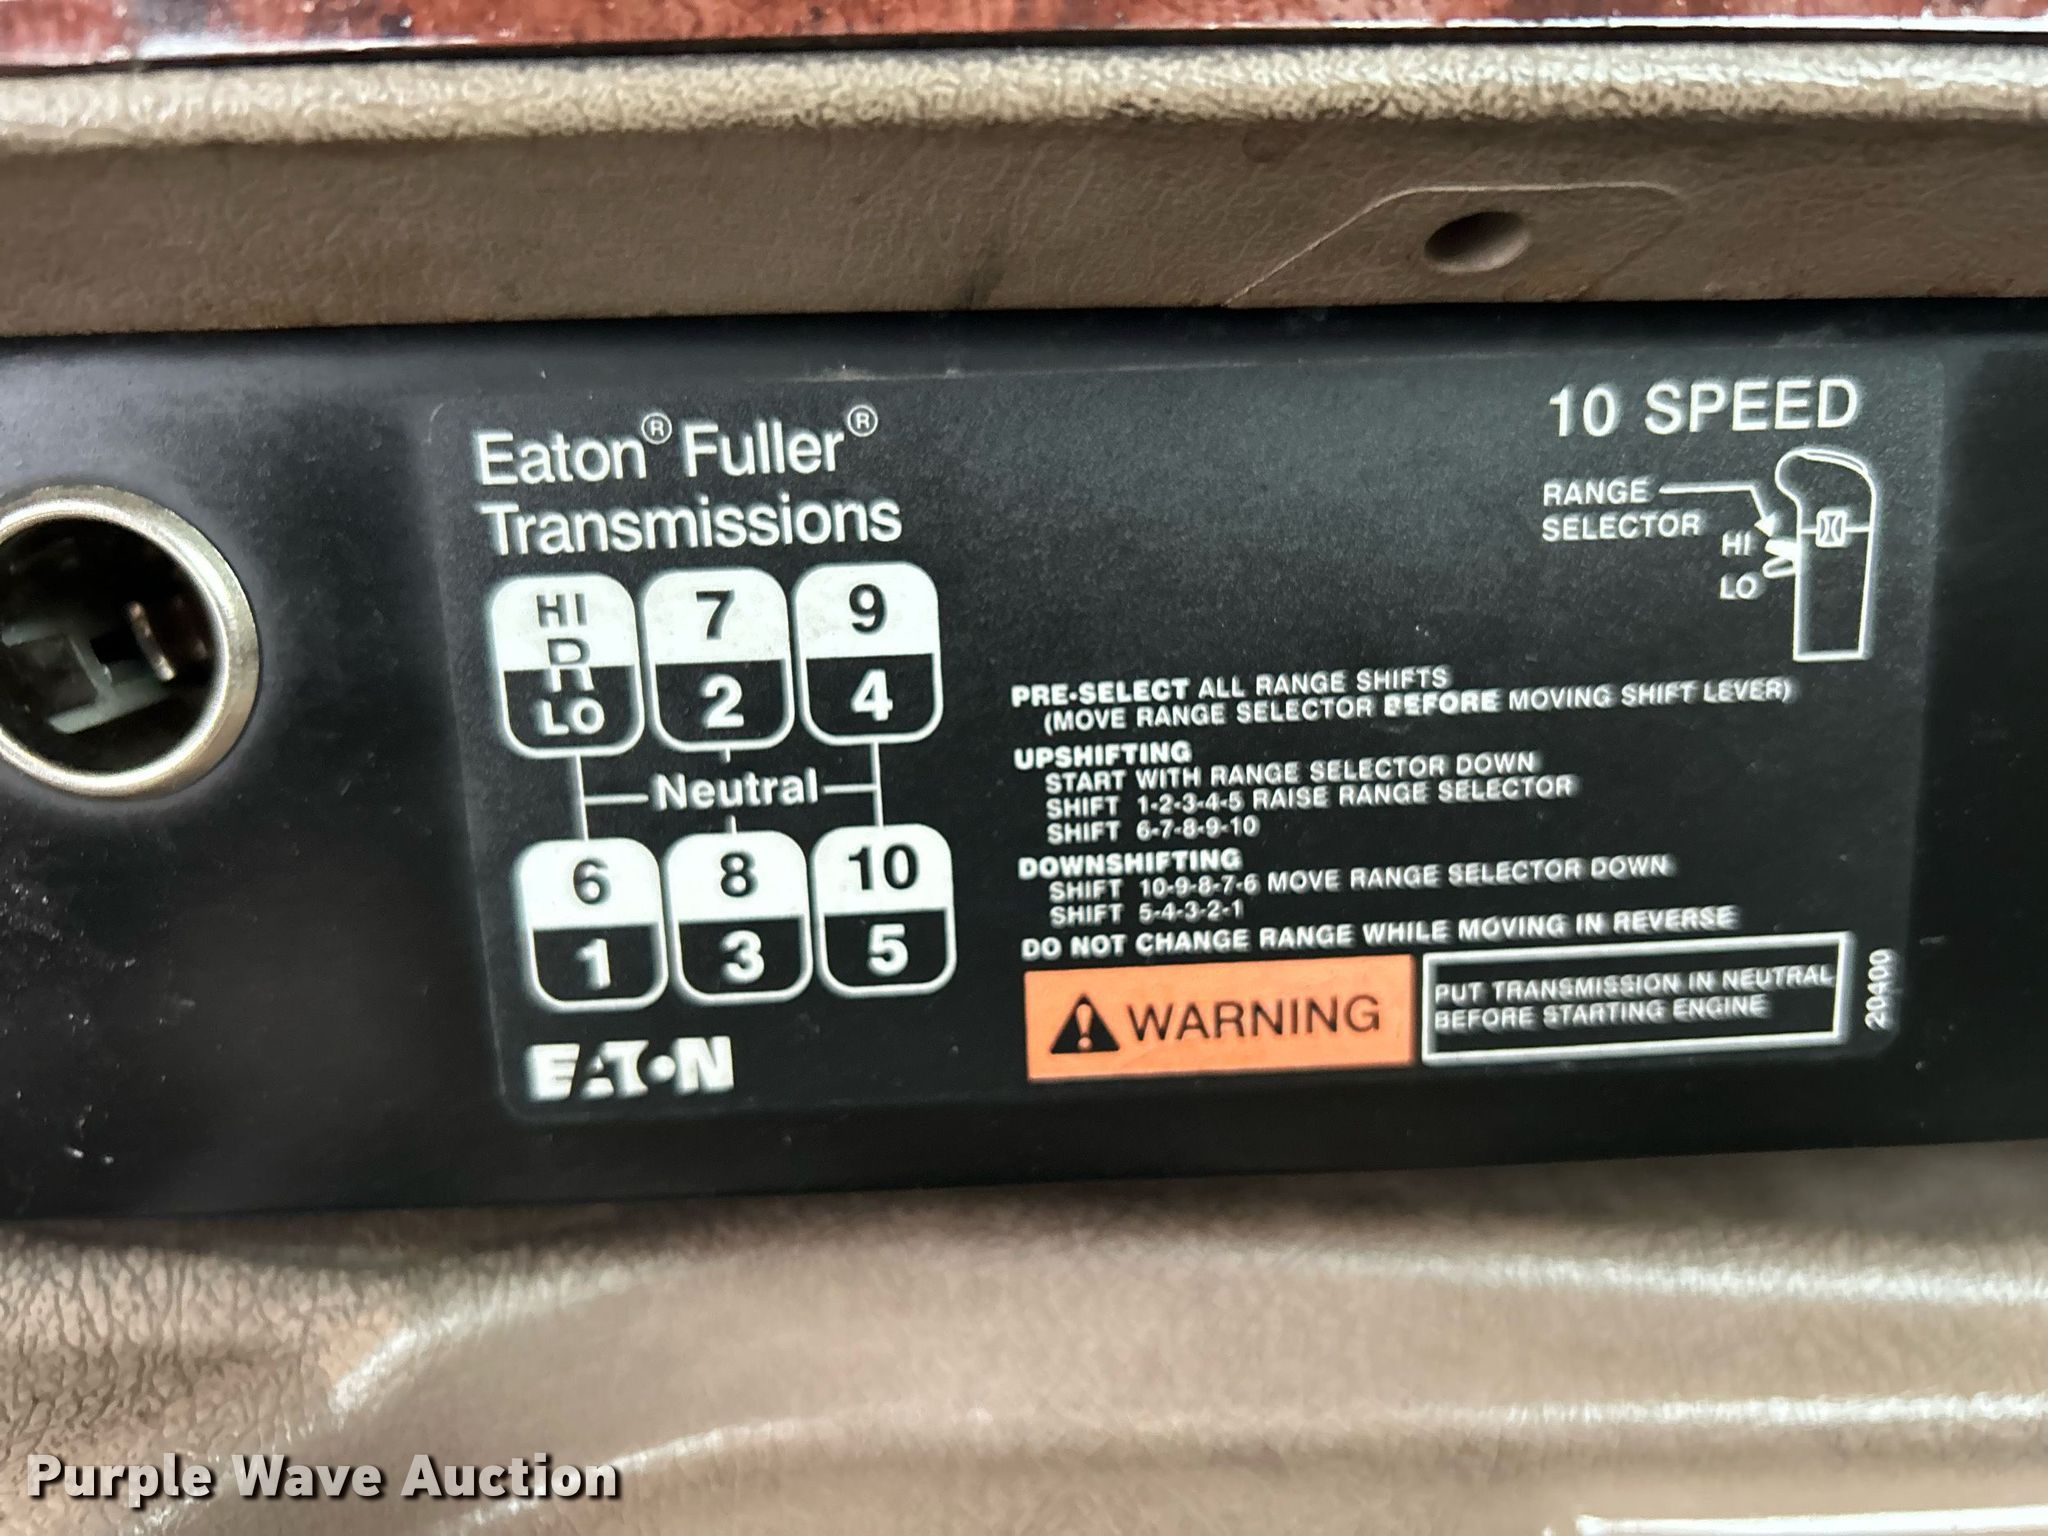 Eaton® Fuller®
Transmissions
HI
R
LO
7
2
9
4
Neutral
6
1
8
3
10
5
EATON
10 SPEED
RANGE
SELECTOR
HI
LO
PRE-SELECT ALL RANGE SHIFTS
(MOVE RANGE SELECTOR BEFORE MOVING SHIFT LEVER)
UPSHIFTING
START WITH RANGE SELECTOR DOWN
SHIFT 1-2-3-4-5 RAISE RANGE SELECTOR
SHIFT 6-7-8-9-10
DOWNSHIFTING
SHIFT 10-9-8-7-6 MOVE RANGE SELECTOR DOWN
SHIFT 5-4-3-2-1
DO NOT CHANGE RANGE WHILE MOVING IN REVERSE
WARNING
PUT TRANSMISSION IN NEUTRAL
BEFORE STARTING ENGINE
20400
Purple Wave Auction